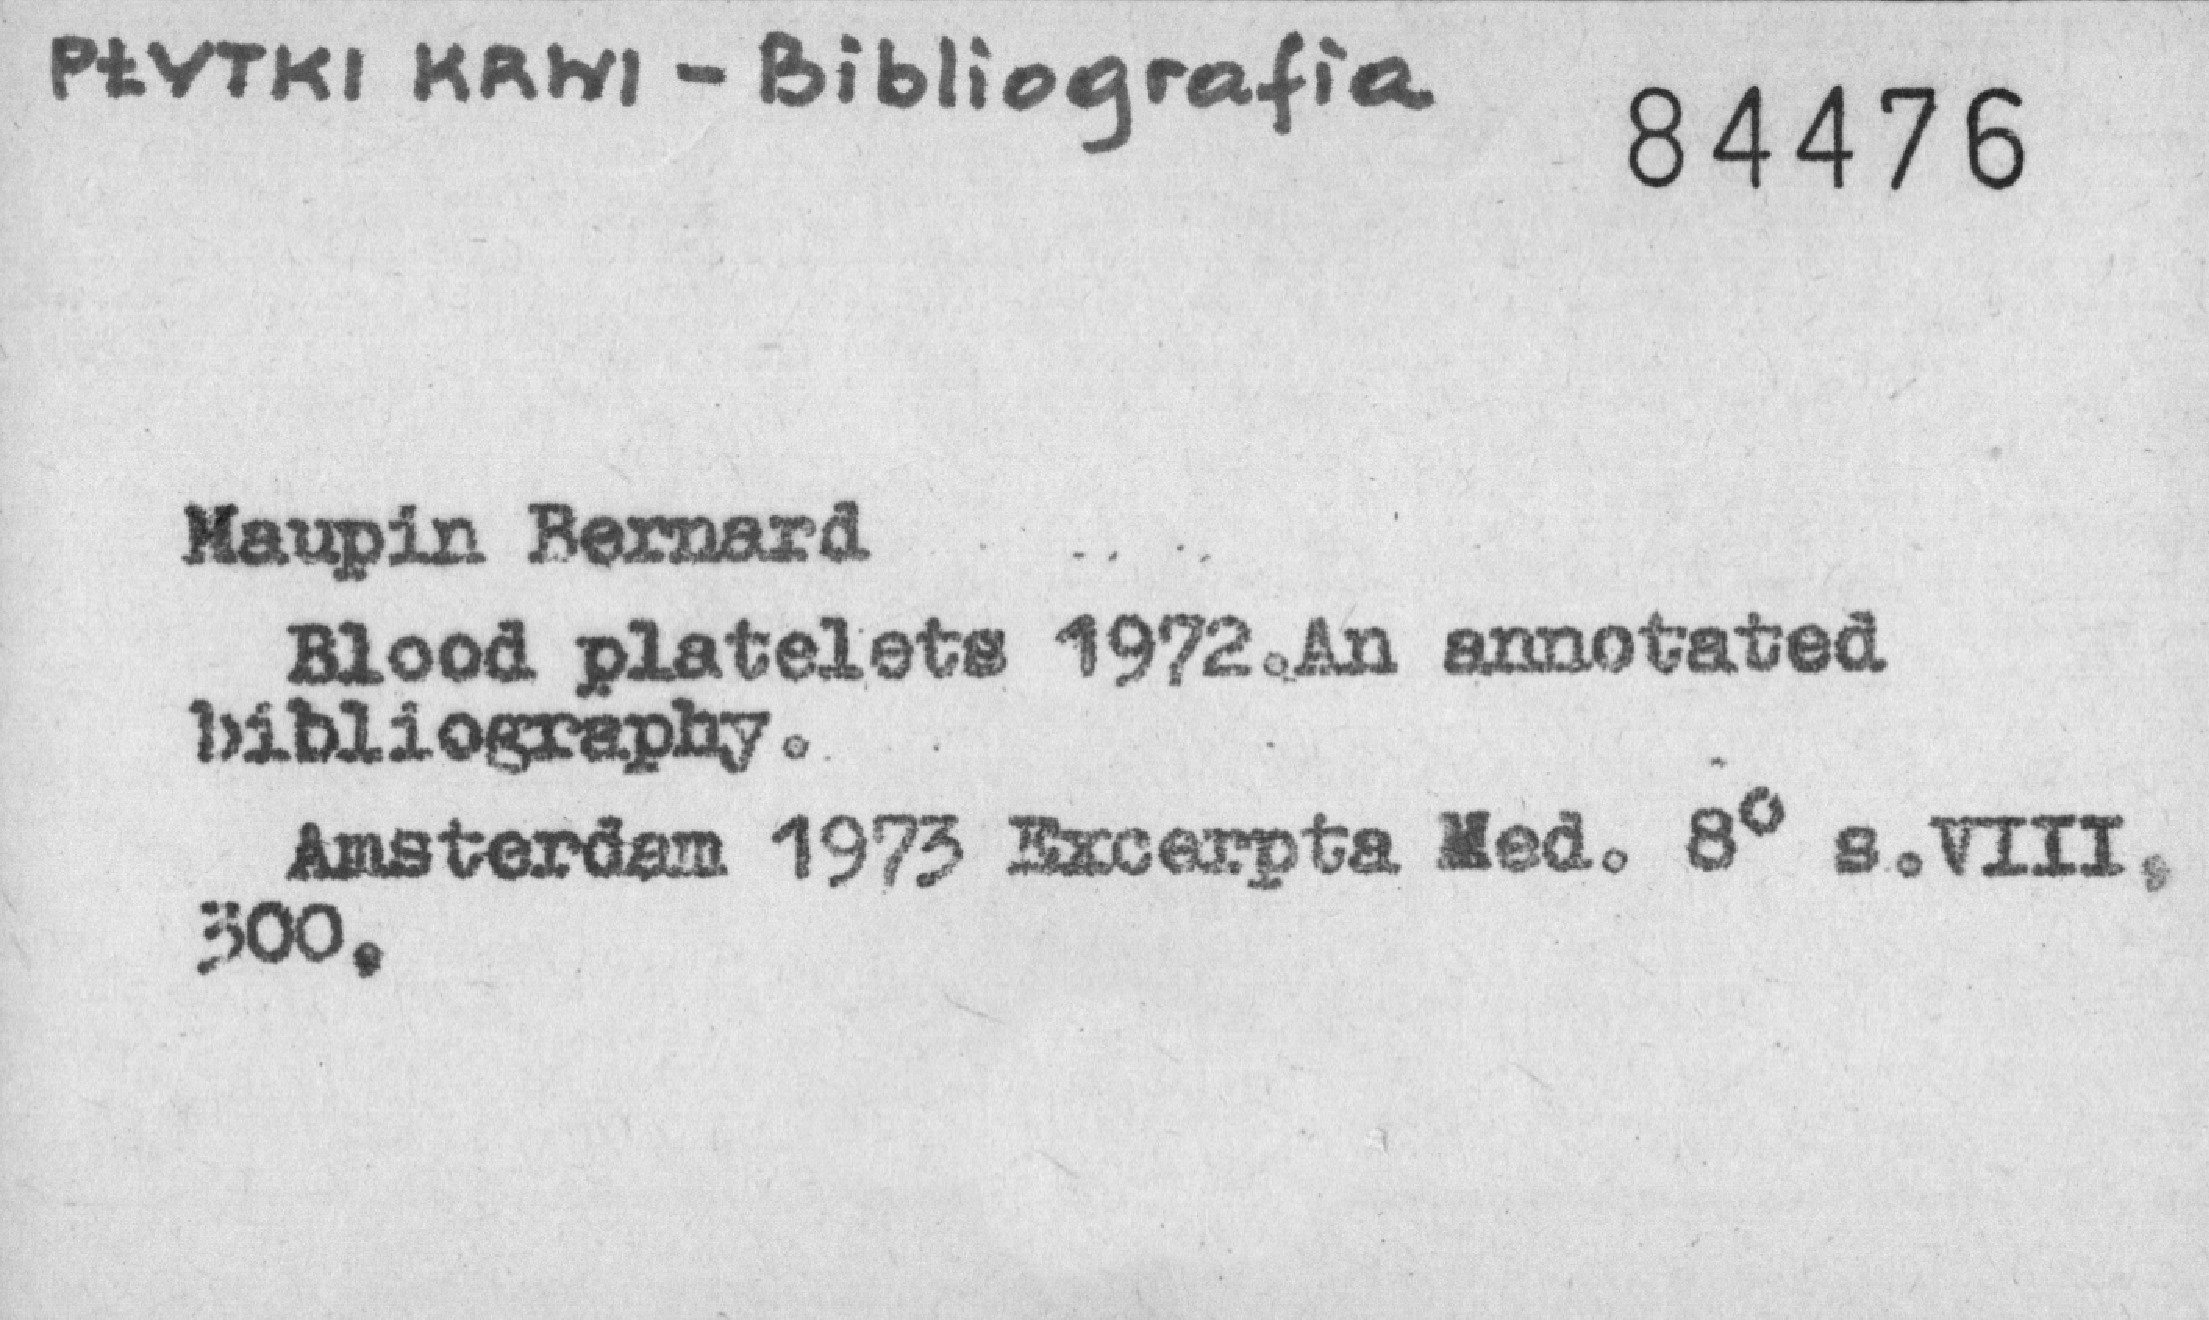 PŁYTKI KRWI - Bibliografia
84476
Maupin Bernard
Blood platelets 1972.An annotated
bibliography.
Amsterdam 1973 Excerpta Med. 8° s.VIII,
300.